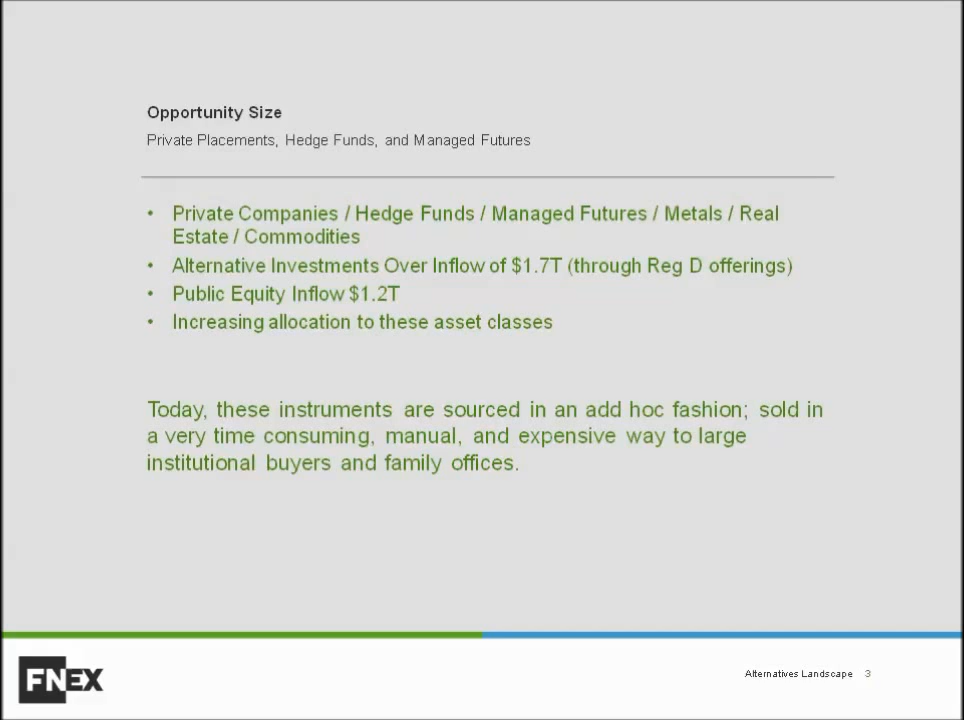 Opportunity Size
Private Placements, Hedge Funds, and Managed Futures
• Private Companies / Hedge Funds / Managed Futures / Metals / Real
Estate / Commodities
• Alternative Investments Over Inflow of $1.7T (through Reg D offerings)
• Public Equity Inflow $1.2T
• Increasing allocation to these asset classes
Today, these instruments are sourced in an add hoc fashion; sold in
a very time consuming, manual, and expensive way to large
institutional buyers and family offices.
FNEX
Alternatives Landscape 3